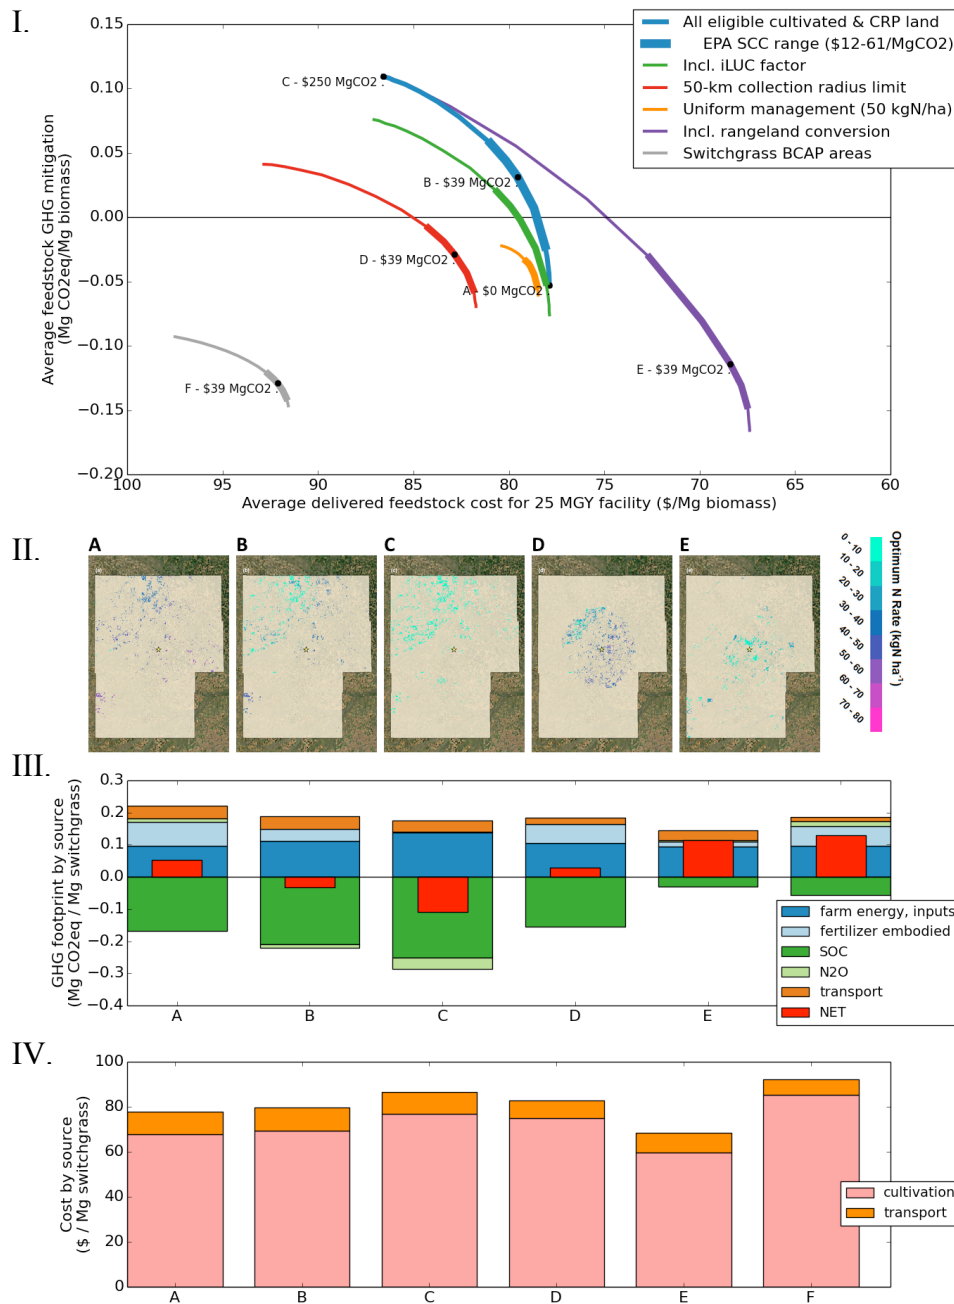 I.
0.15
0.10
0.05
0.00
−0.05
−0.10
−0.15
−0.20
Average feedstock GHG mitigation
(Mg CO2eq/Mg biomass)
All eligible cultivated & CRP land
EPA SCC range ($12-61/MgCO2)
Incl. iLUC factor
50-km collection radius limit
Uniform management (50 kgN/ha)
Incl. rangeland conversion
Switchgrass BCAP areas
C - $250 MgCO2 .
B - $39 MgCO2 .
D - $39 MgCO2 .
A - $0 MgCO2 .
E - $39 MgCO2 .
F - $39 MgCO2 .
100 95 90 85 80 75 70 65 60
Average delivered feedstock cost for 25 MGY facility ($/Mg biomass)
II.
A B C D E
(a) (b) (c) (d) (e)
0 - 10
10 - 20
20 - 30
30 - 40
40 - 50
50 - 60
60 - 70
70 - 80
Optimum N Rate (kgN ha⁻¹)
III.
0.3
0.2
0.1
0.0
−0.1
−0.2
−0.3
−0.4
GHG footprint by source
(Mg CO2eq / Mg switchgrass)
farm energy, inputs
fertilizer embodied
SOC
N2O
transport
NET
A B C D E
IV.
100
80
60
40
20
0
Cost by source
($ / Mg switchgrass)
cultivation
transport
A B C D E F